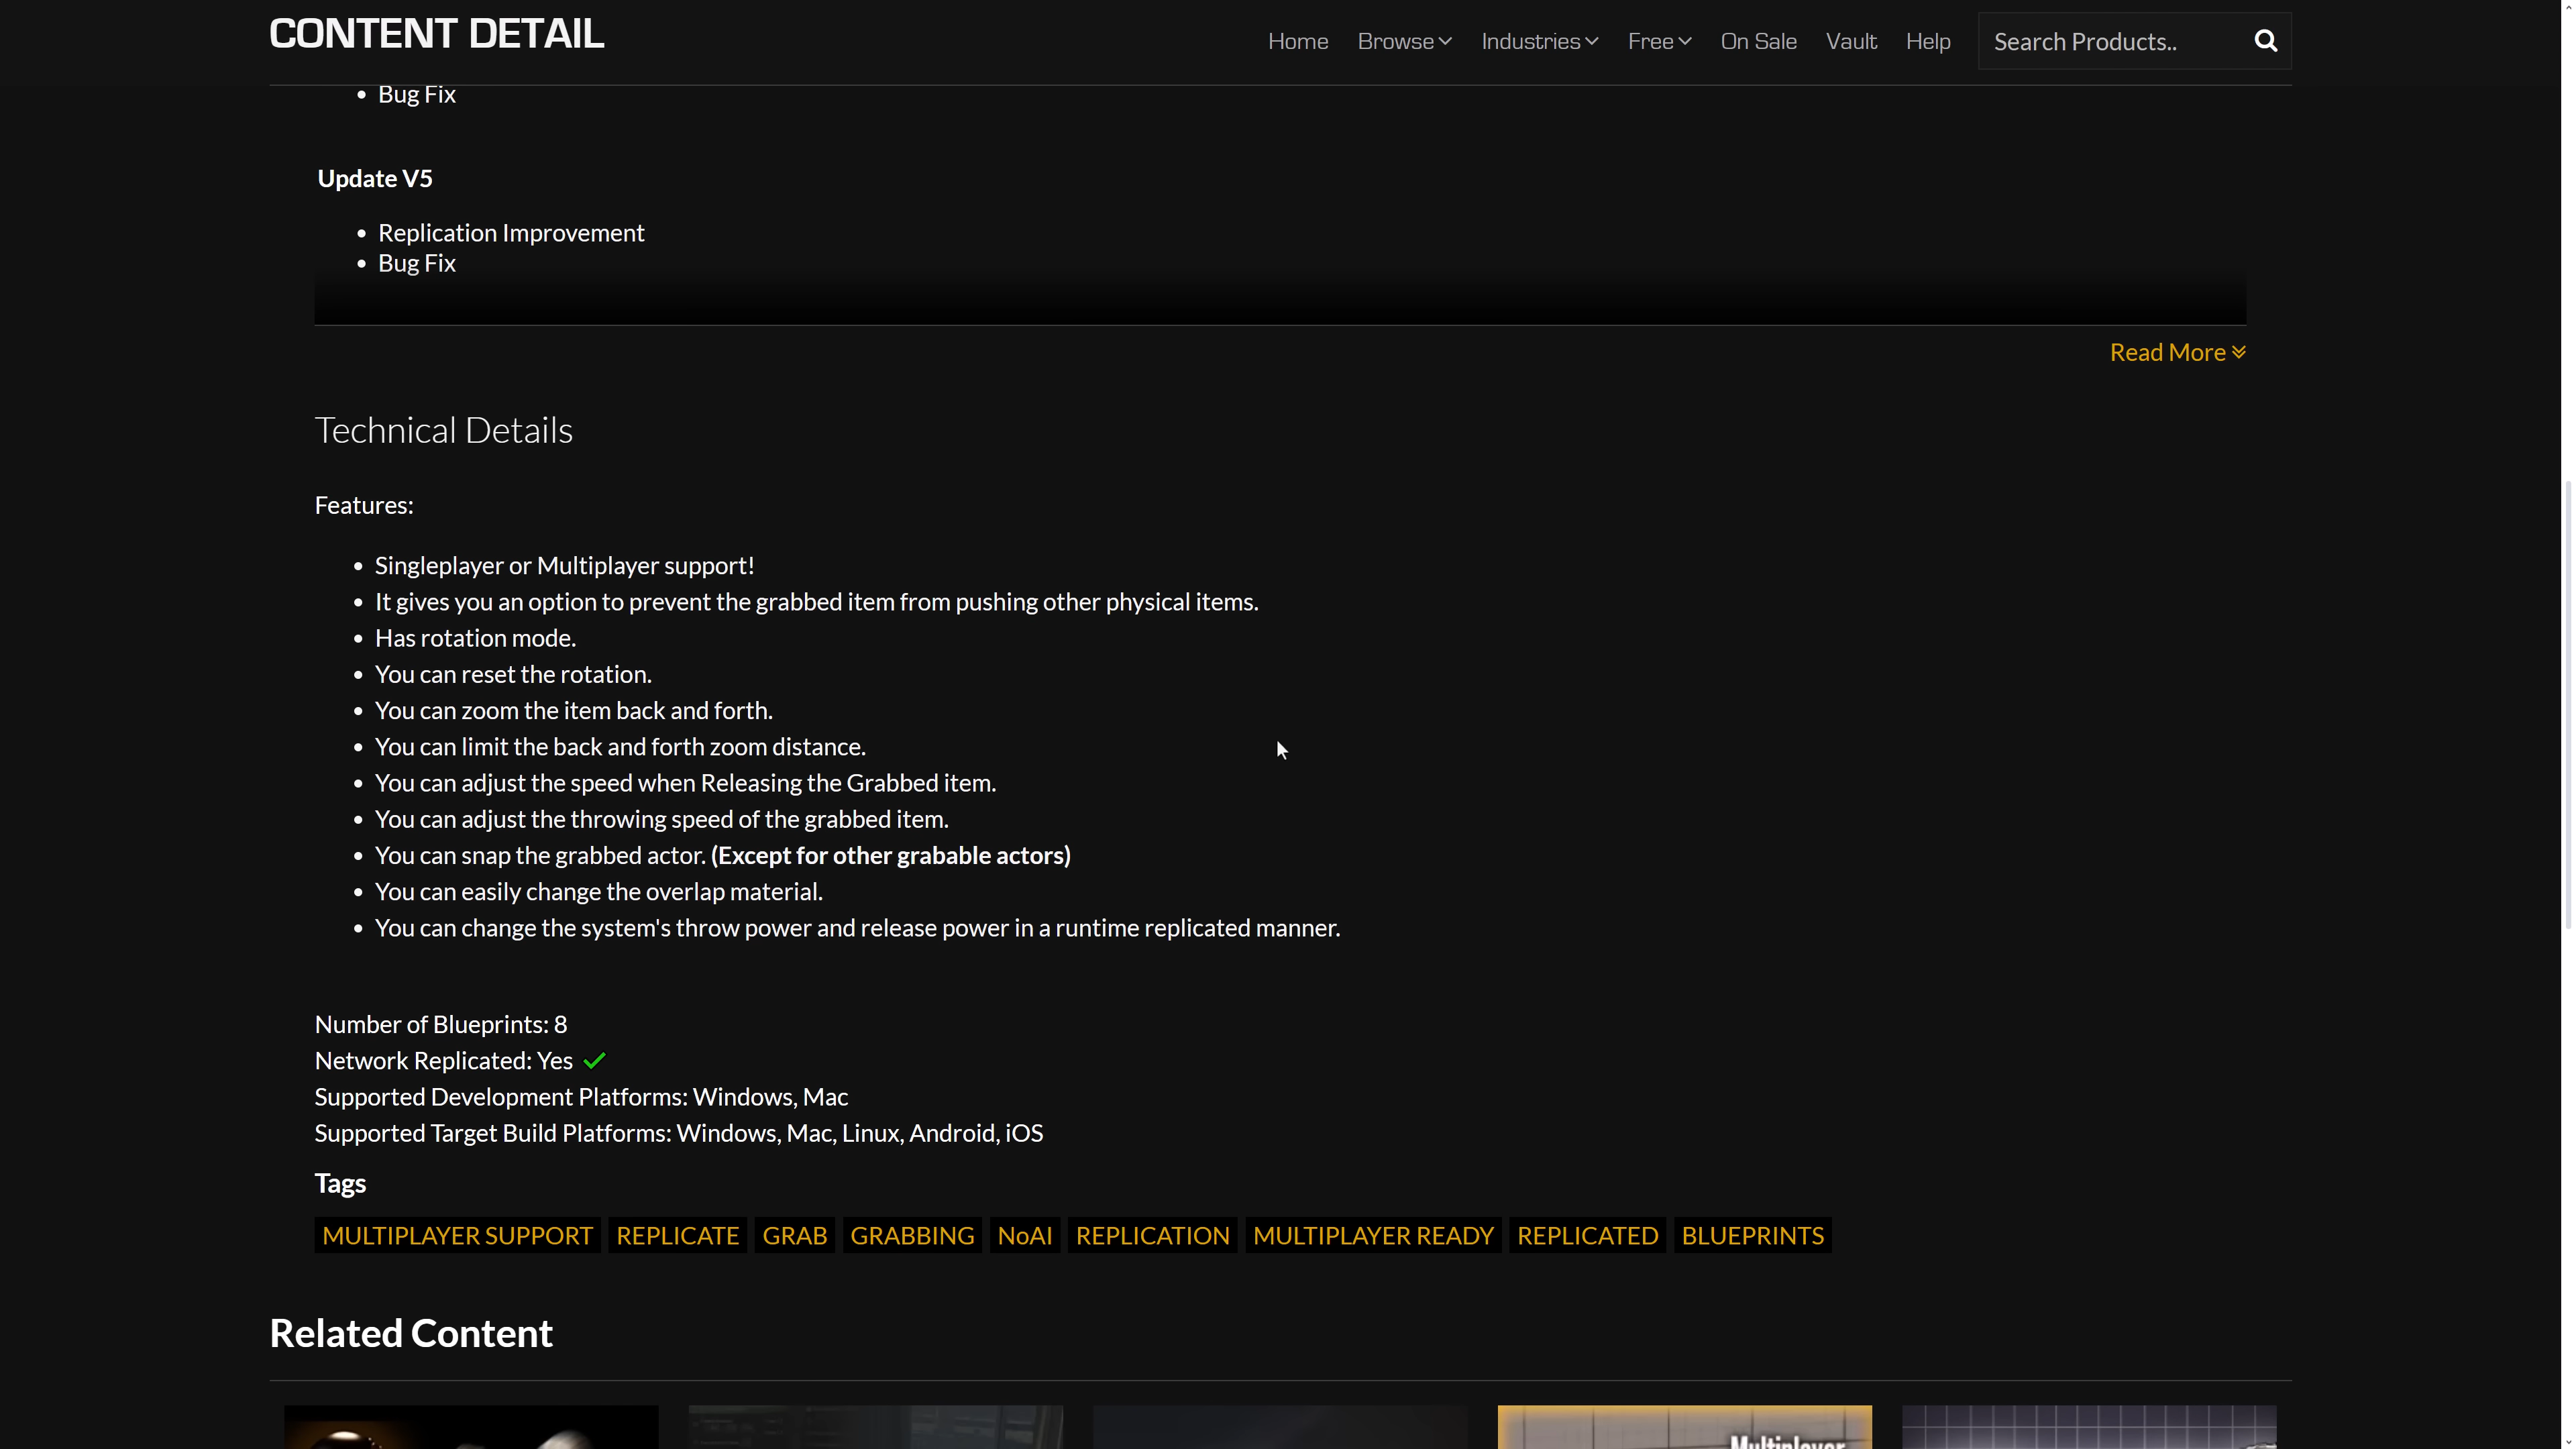 CONTENT DETAIL
Home Browse Industries Free On Sale Vault Help Search Products..
Bug Fix
Update V5
Replication Improvement
Bug Fix
Read More
Technical Details
Features:
Singleplayer or Multiplayer support!
It gives you an option to prevent the grabbed item from pushing other physical items.
Has rotation mode.
You can reset the rotation.
You can zoom the item back and forth.
You can limit the back and forth zoom distance.
You can adjust the speed when Releasing the Grabbed item.
You can adjust the throwing speed of the grabbed item.
You can snap the grabbed actor. (Except for other grabable actors)
You can easily change the overlap material.
You can change the system's throw power and release power in a runtime replicated manner.
Number of Blueprints: 8
Network Replicated: Yes
Supported Development Platforms: Windows, Mac
Supported Target Build Platforms: Windows, Mac, Linux, Android, iOS
Tags
MULTIPLAYER SUPPORT REPLICATE GRAB GRABBING NoAI REPLICATION MULTIPLAYER READY REPLICATED BLUEPRINTS
Related Content
Multiplayer